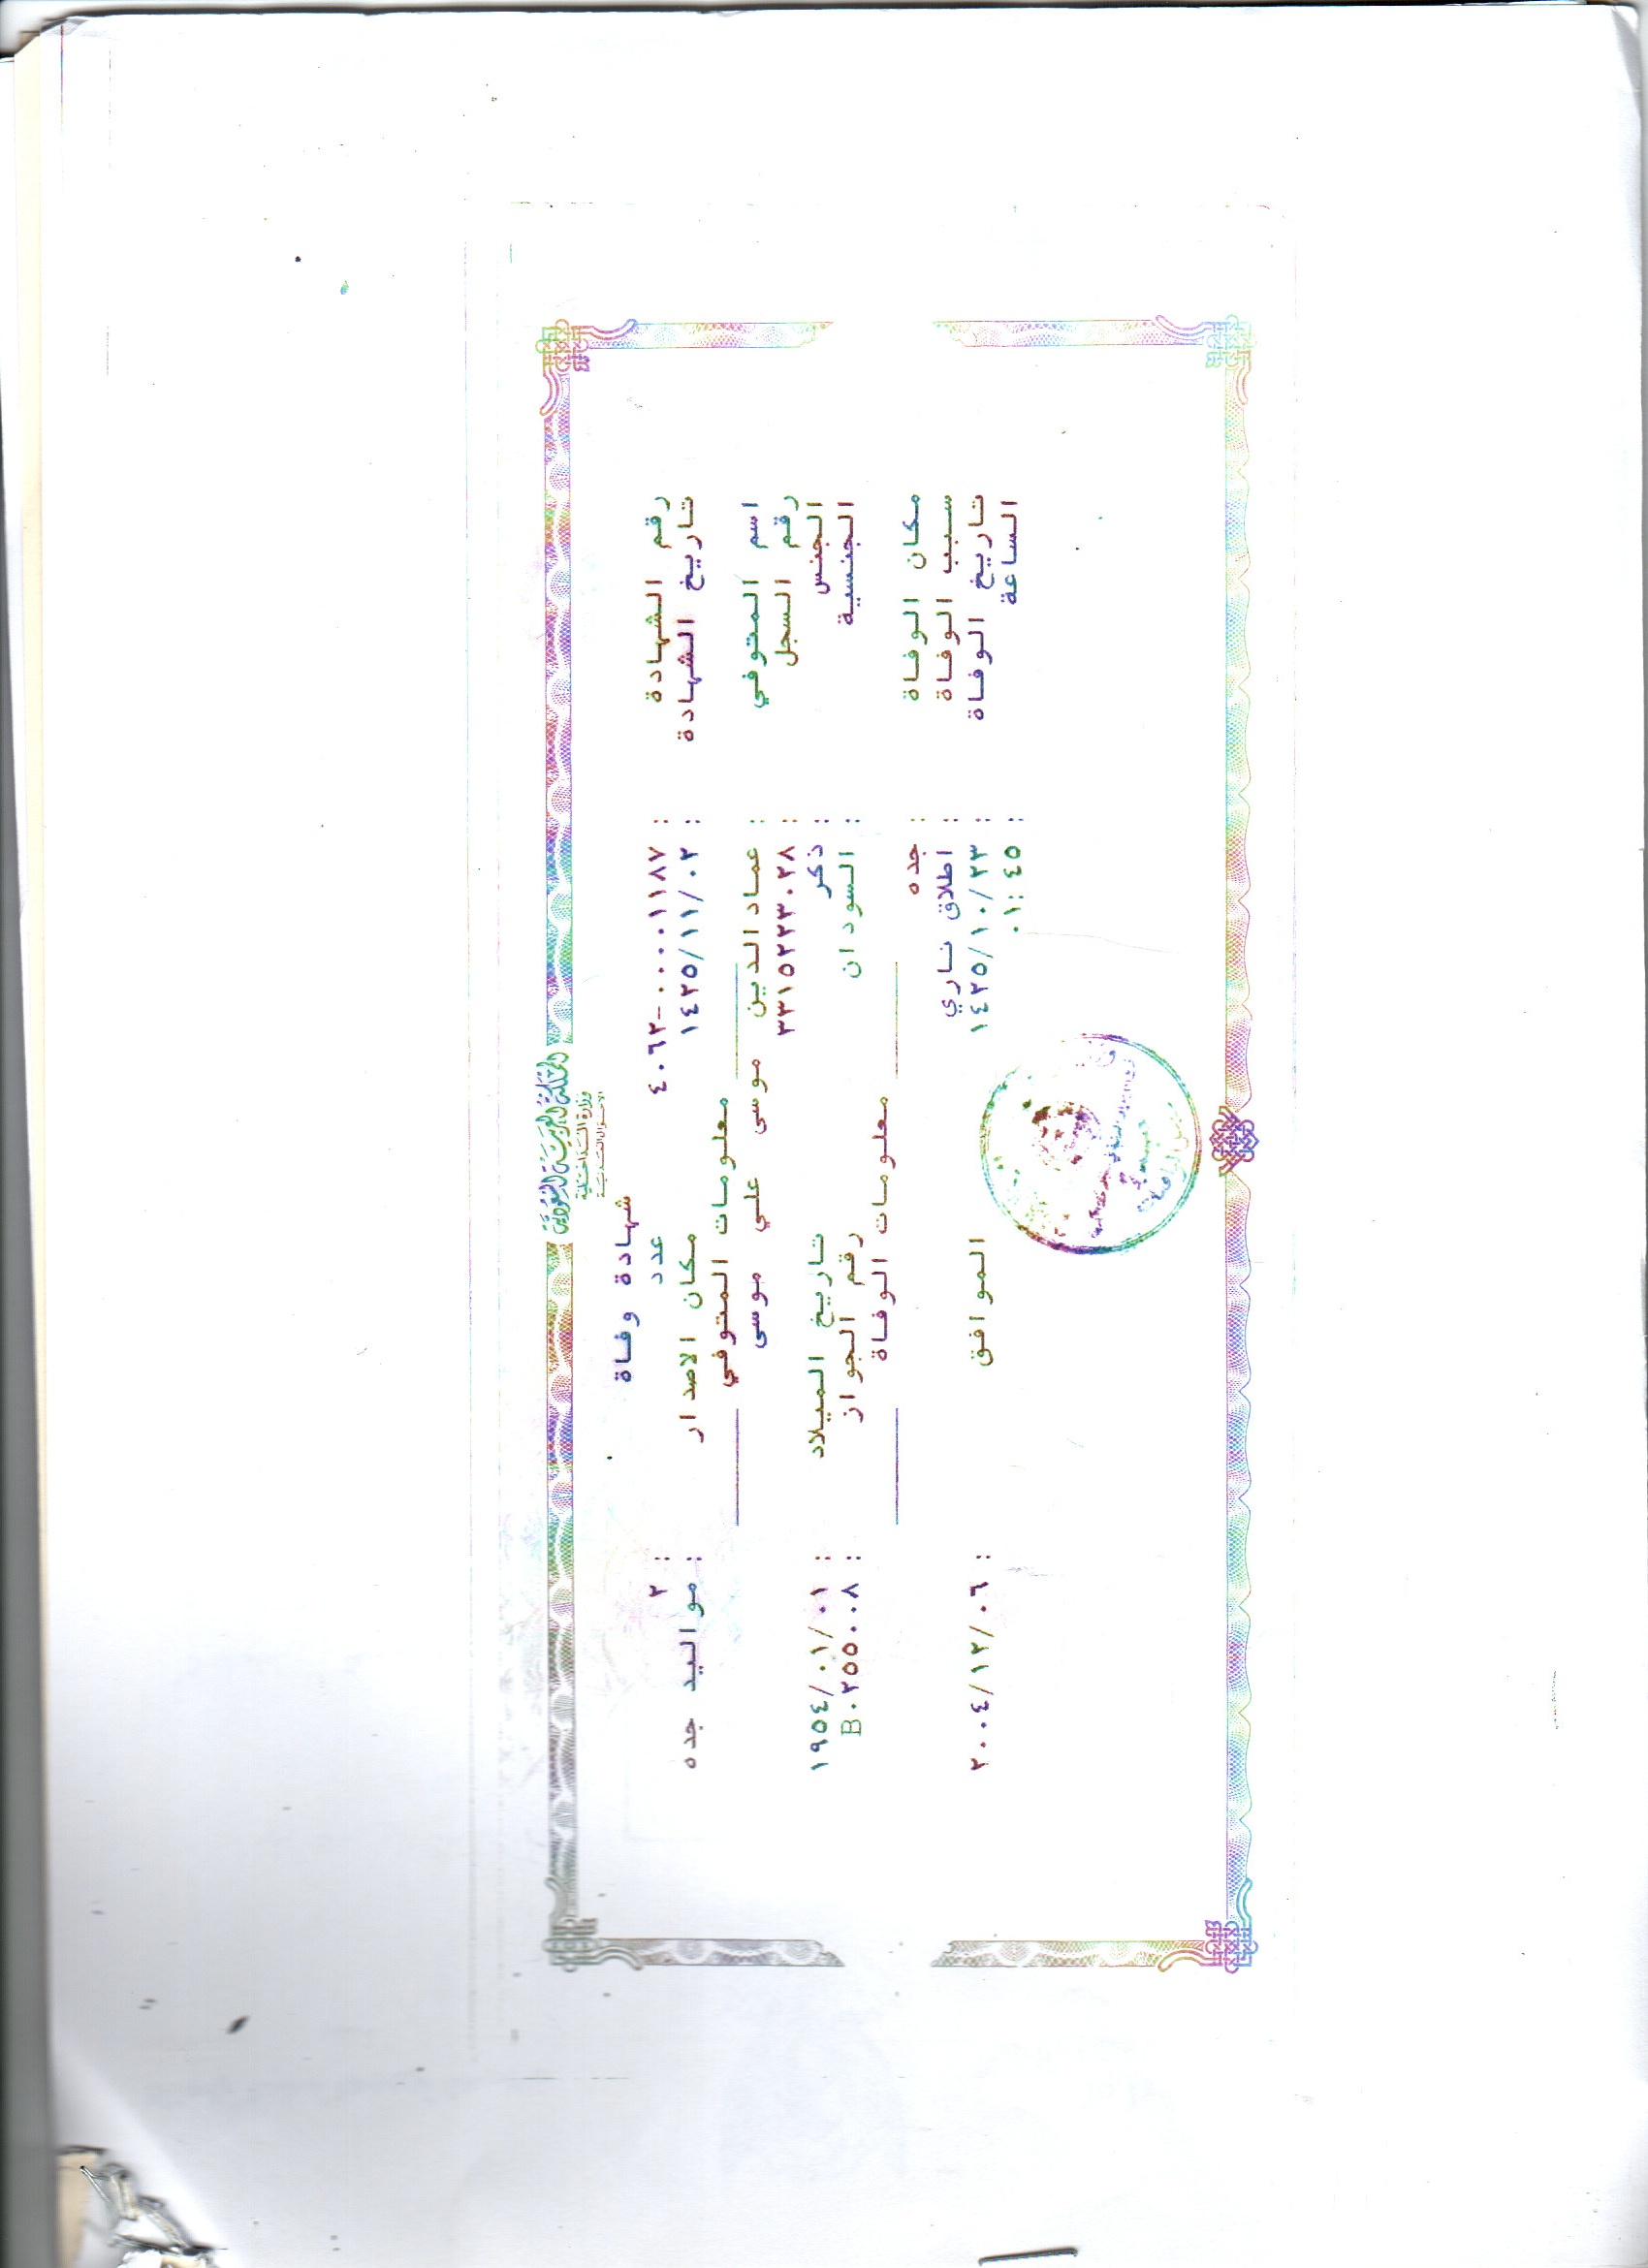 المملكة العربية السعودية
وزارة الداخلية
الأحوال المدنية
شهادة وفاة
رقم الشهادة : ٤٠٦٢-٠٠٠٠١١٨٧ عدد : ٢
تاريخ الشهادة : ١٤٢٥/١١/٠٢ مكان الاصدار : مواليد جده
معلومات المتوفي
اسم المتوفي : عماد الدين موسى علي موسى
رقم السجل : ٣٣١٥٢٢٣٠٢٨
الجنس : ذكر تاريخ الميلاد : ١٩٥٤/٠١/٠١
الجنسية : السودان رقم الجواز : B٠٢٥٥٠٠٨
معلومات الوفاة
مكان الوفاة : جده
سبب الوفاة : اطلاق ناري
تاريخ الوفاة : ١٤٢٥/١٠/٢٣ الموافق : ٢٠٠٤/١٢/٠٦
الساعة : ٠١:٤٥